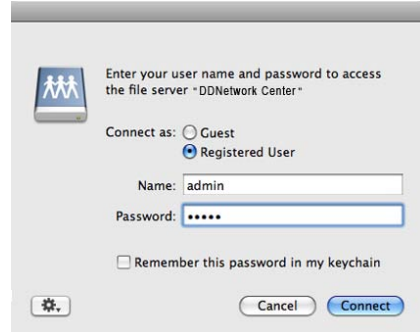 Enter your user name and password to access
the file server "DDNetwork Center"
Connect as: Guest
Registered User
Name: admin
Password: •••••
Remember this password in my keychain
Cancel Connect